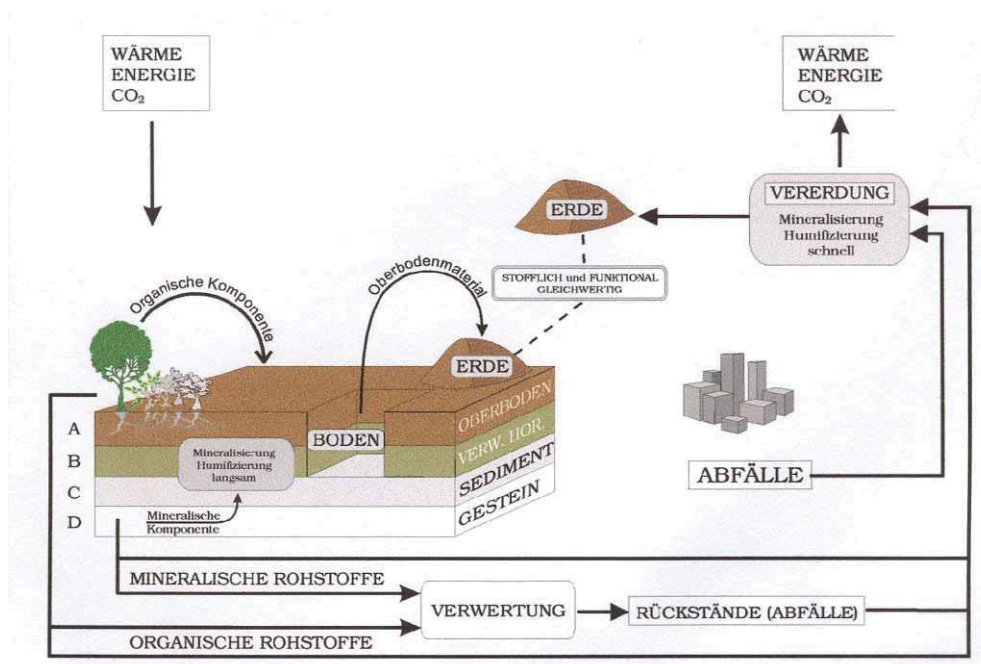 WÄRME
ENERGIE
CO₂
WÄRME
ENERGIE
CO₂
VERERDUNG
Mineralisierung
Humifizierung
schnell
ERDE
STOFFLICH und FUNKTIONAL
GLEICHWERTIG
Organische Komponente
Oberbodenmaterial
ERDE
A
B
C
D
BODEN
Mineralisierung
Humifizierung
langsam
Mineralische
Komponente
OBERBODEN
VERW. HOR.
SEDIMENT
GESTEIN
ABFÄLLE
MINERALISCHE ROHSTOFFE
VERWERTUNG
RÜCKSTÄNDE (ABFÄLLE)
ORGANISCHE ROHSTOFFE